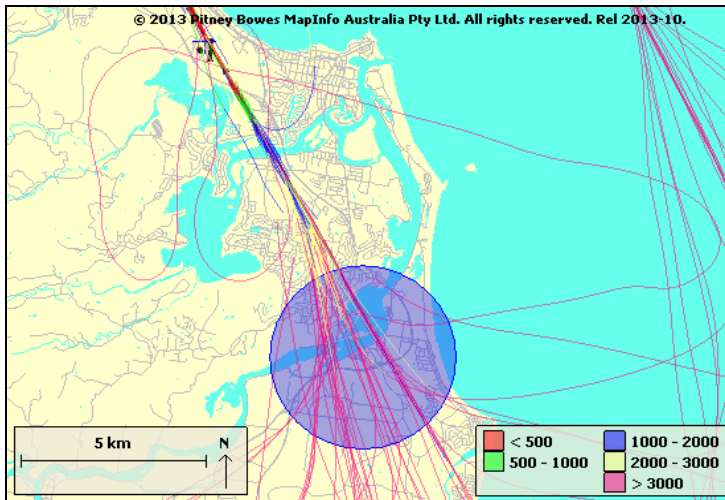 © 2013 Pitney Bowes MapInfo Australia Pty Ltd. All rights reserved. Rel 2013-10.
5 km
N
< 500
1000 - 2000
500 - 1000
2000 - 3000
> 3000